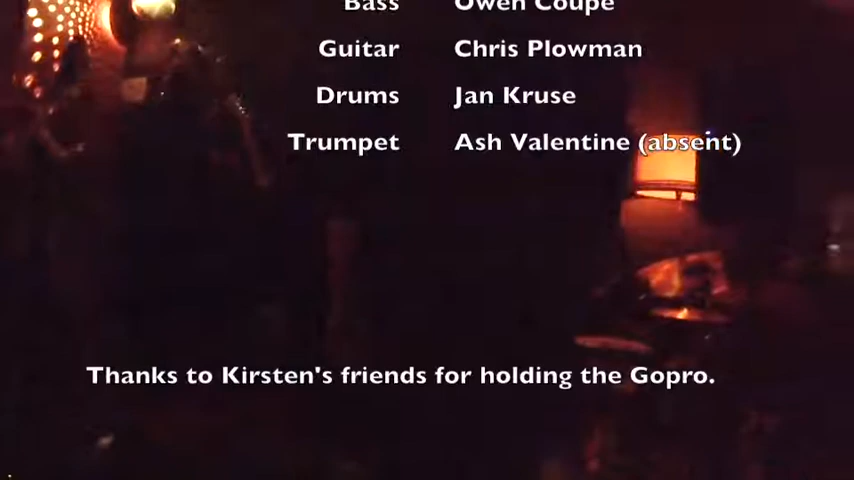 Bass Owen Coupe
Guitar Chris Plowman
Drums Jan Kruse
Trumpet Ash Valentine (absent)
Thanks to Kirsten's friends for holding the Gopro.